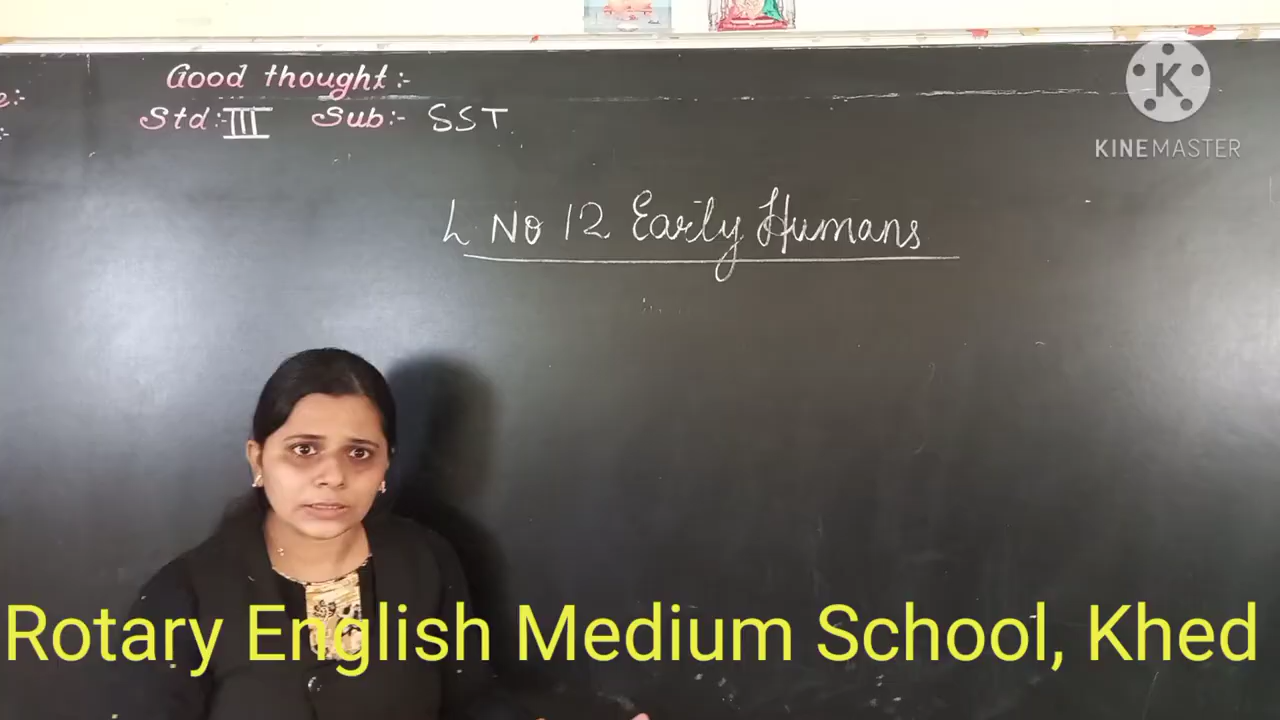 Good thought:-
e:-
Std:- III Sub:- SST
:-
L No 12 Early Humans
K
KINEMASTER
Rotary English Medium School, Khed